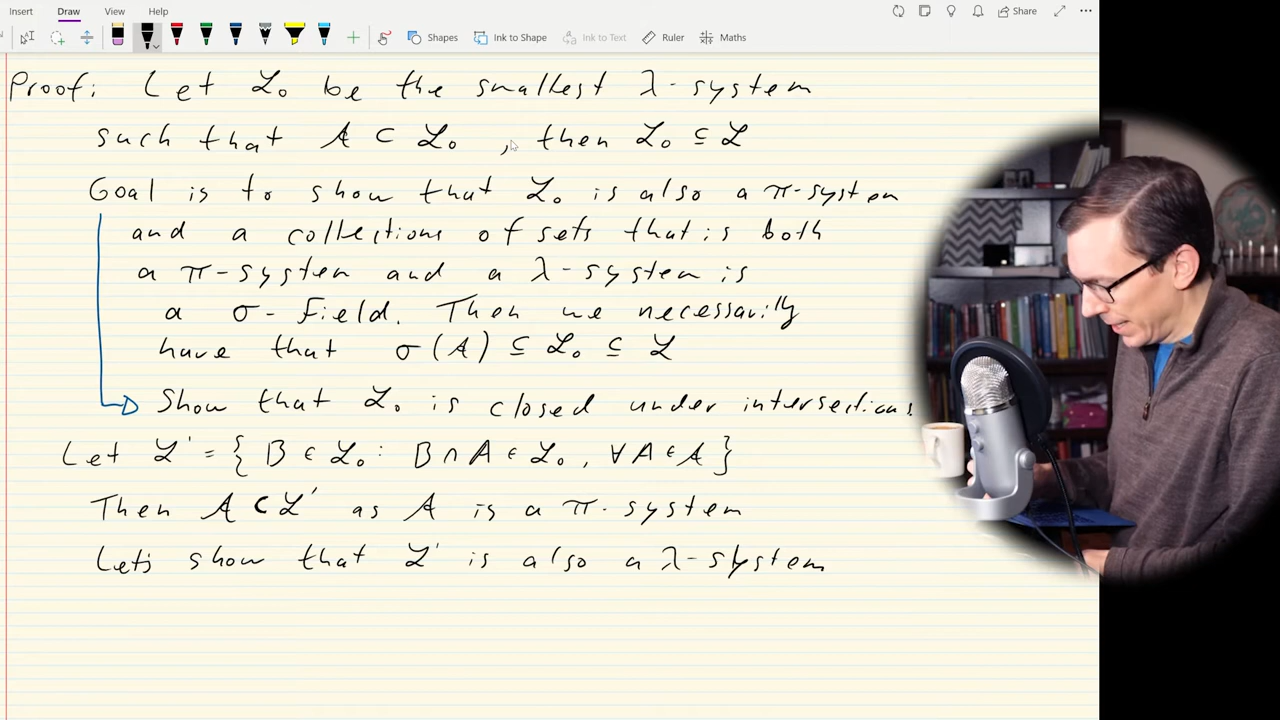 Insert Draw View Help Share
Shapes Ink to Shape Ink to Text Ruler Maths
Proof: Let ℒ₀ be the smallest λ-system
such that 𝒜 ⊂ ℒ₀, then ℒ₀ ⊆ ℒ
Goal is to show that ℒ₀ is also a π-system
and a collections of sets that is both
a π-system and a λ-system is
a σ-field. Then we necessarily
have that σ(𝒜) ⊆ ℒ₀ ⊆ ℒ
Show that ℒ₀ is closed under intersections
Let ℒ' = { B ∈ ℒ₀ : B ∩ A ∈ ℒ₀, ∀ A ∈ 𝒜 }
Then 𝒜 ⊂ ℒ' as 𝒜 is a π-system
Let's show that ℒ' is also a λ-system